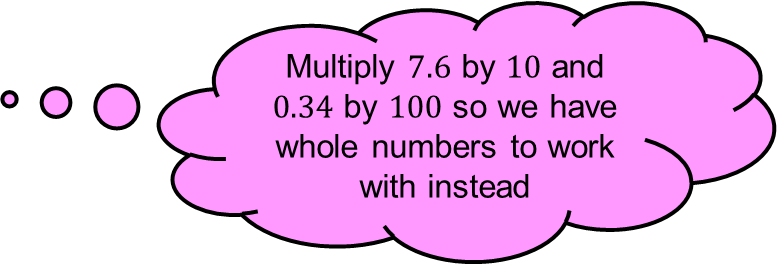 Multiply 7.6 by 10 and
0.34 by 100 so we have
whole numbers to work
with instead